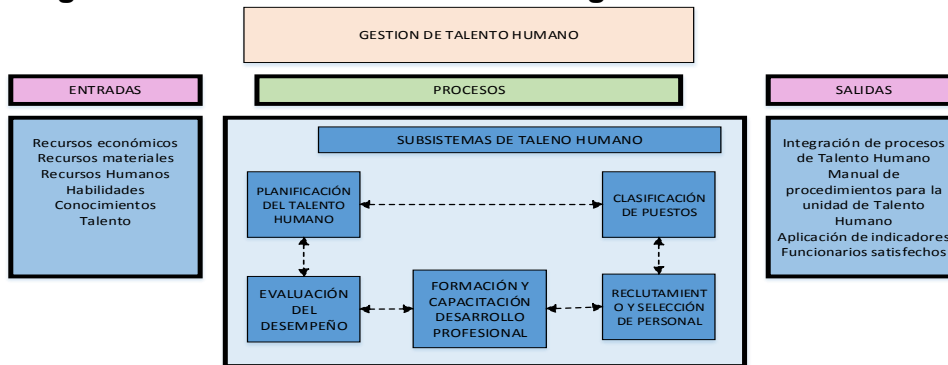 GESTION DE TALENTO HUMANO
ENTRADAS
PROCESOS
SALIDAS
Recursos económicos
Recursos materiales
Recursos Humanos
Habilidades
Conocimientos
Talento
SUBSISTEMAS DE TALENO HUMANO
PLANIFICACIÓN
DEL TALENTO
HUMANO
CLASIFICACIÓN
DE PUESTOS
EVALUACIÓN
DEL
DESEMPEÑO
FORMACIÓN Y
CAPACITACIÓN
DESARROLLO
PROFESIONAL
RECLUTAMIENT
O Y SELECCIÓN
DE PERSONAL
Integración de procesos
de Talento Humano
Manual de
procedimientos para la
unidad de Talento
Humano
Aplicación de indicadores
Funcionarios satisfechos